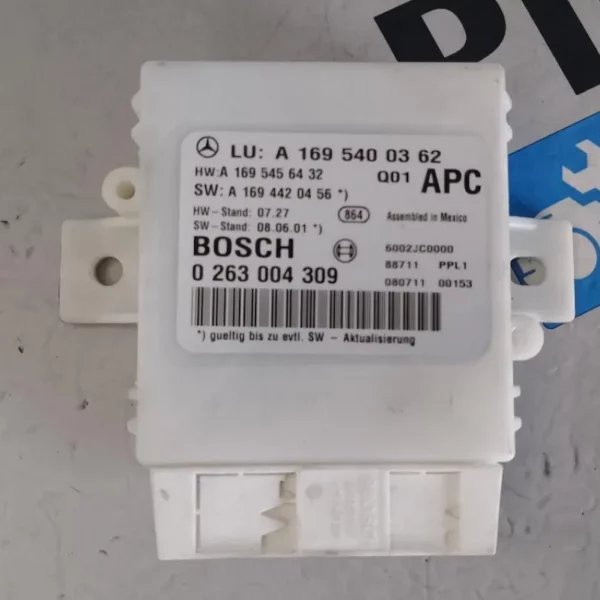 LU: A 169 540 03 62
HW:A 169 545 64 32 Q01 APC
SW: A 169 442 04 56 *)
HW-Stand: 07.27 864 Assembled in Mexico
SW-Stand: 08.06.01 *)
BOSCH 6002JC0000
0 263 004 309 88711 PPL1
080711 00153
*) gueltig bis zu evtl. SW - Aktualisierung